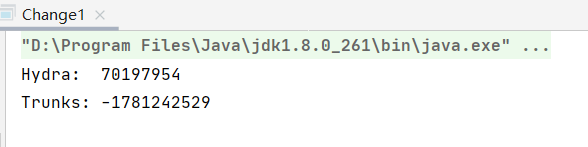 Change1
"D:\Program Files\Java\jdk1.8.0_261\bin\java.exe" ...
Hydra:  70197954
Trunks: -1781242529